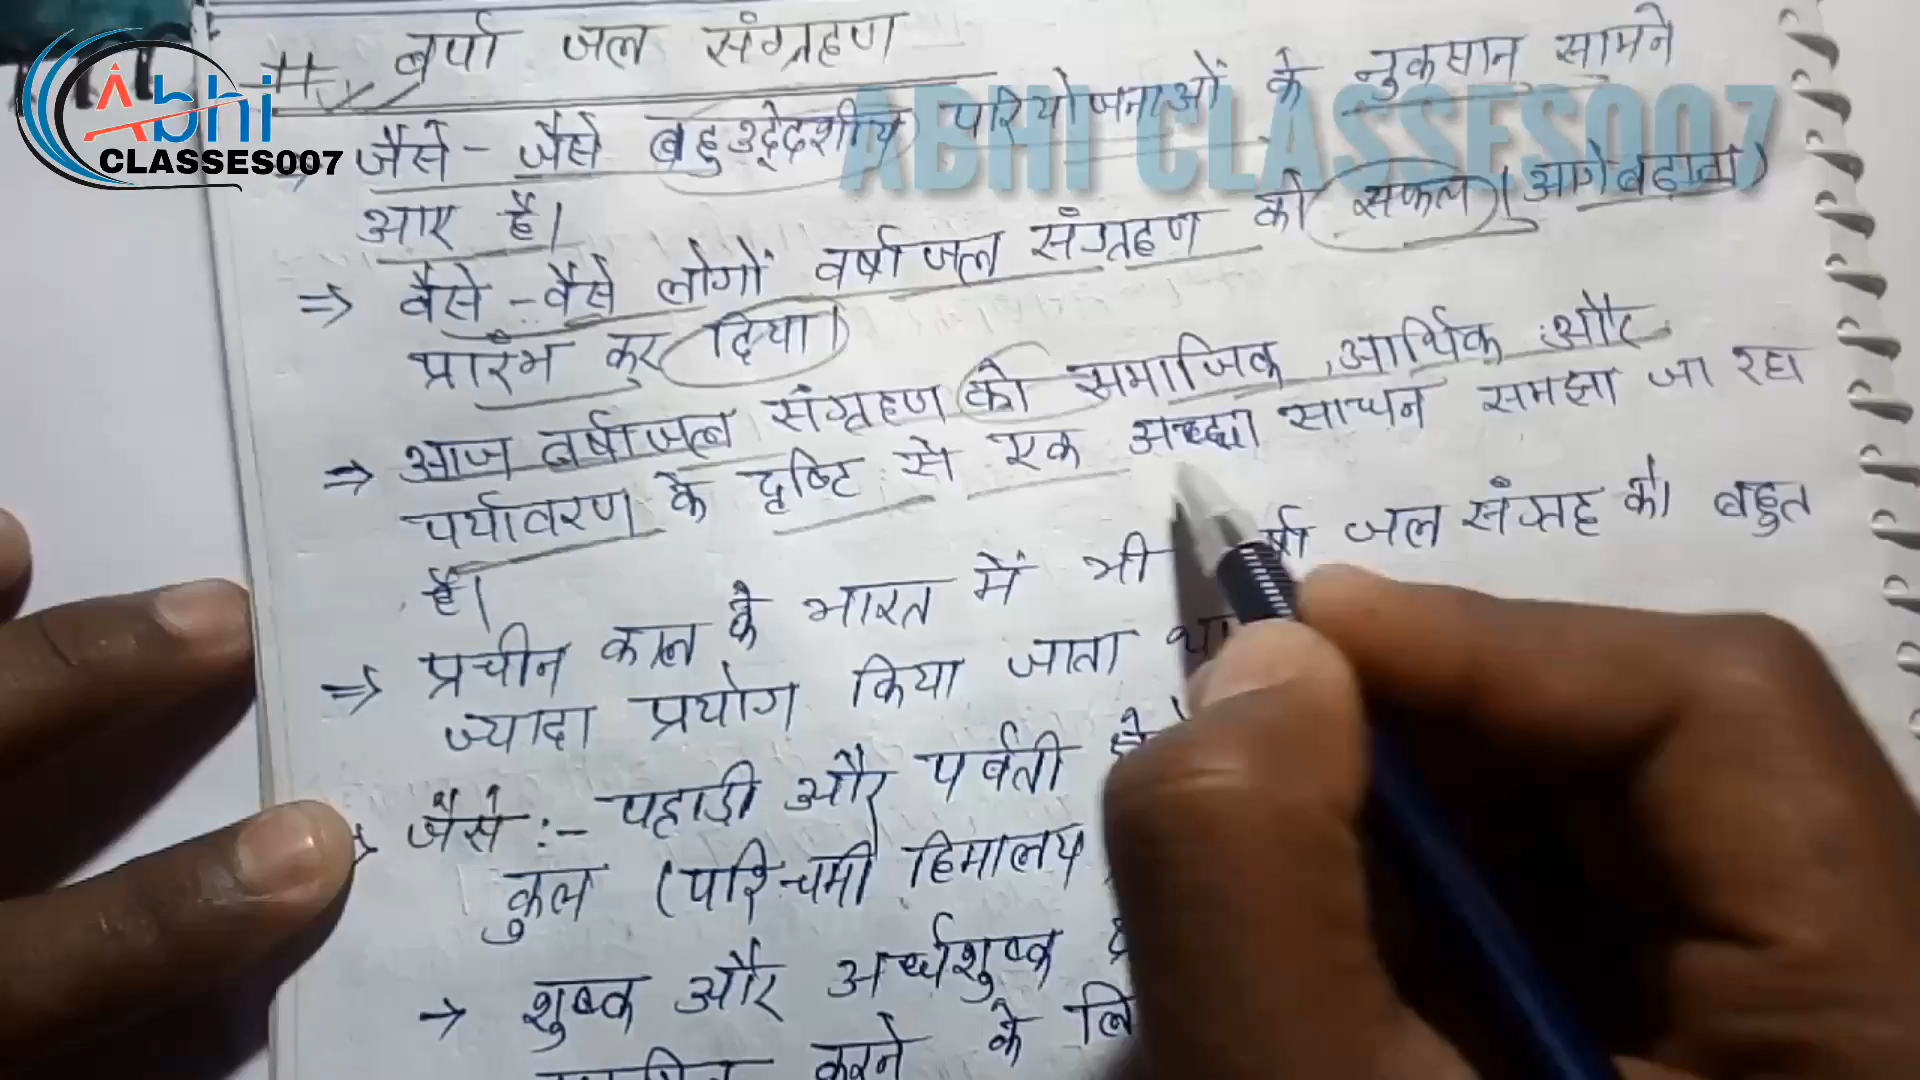 Abhi
CLASSES007
ABHI CLASSES007
# वर्षा जल संग्रहण
जैसे - जैसे बहुउद्देदशीय परियोजनाओं के नुकसान सामने
आए है।
⇒ वैसे - वैसे लोगों वर्षाजल संग्रहण को सफल (आगे बढ़ाना)
प्रारंभ कर दिया।
⇒ आज वर्षाजल संग्रहण को समाजिक, आर्थिक और
पर्यावरण के दृष्टि से एक अच्छा साधन समझा जा रहा
है।
⇒ प्रचीन काल के भारत में भी जल संग्रह को बहुत
ज्यादा प्रयोग किया जाता
जैसे :- पहाड़ी और पर्वती
कुल (पश्चिमी हिमालय
→ शुष्क और अर्धशुष्क
करने के लि